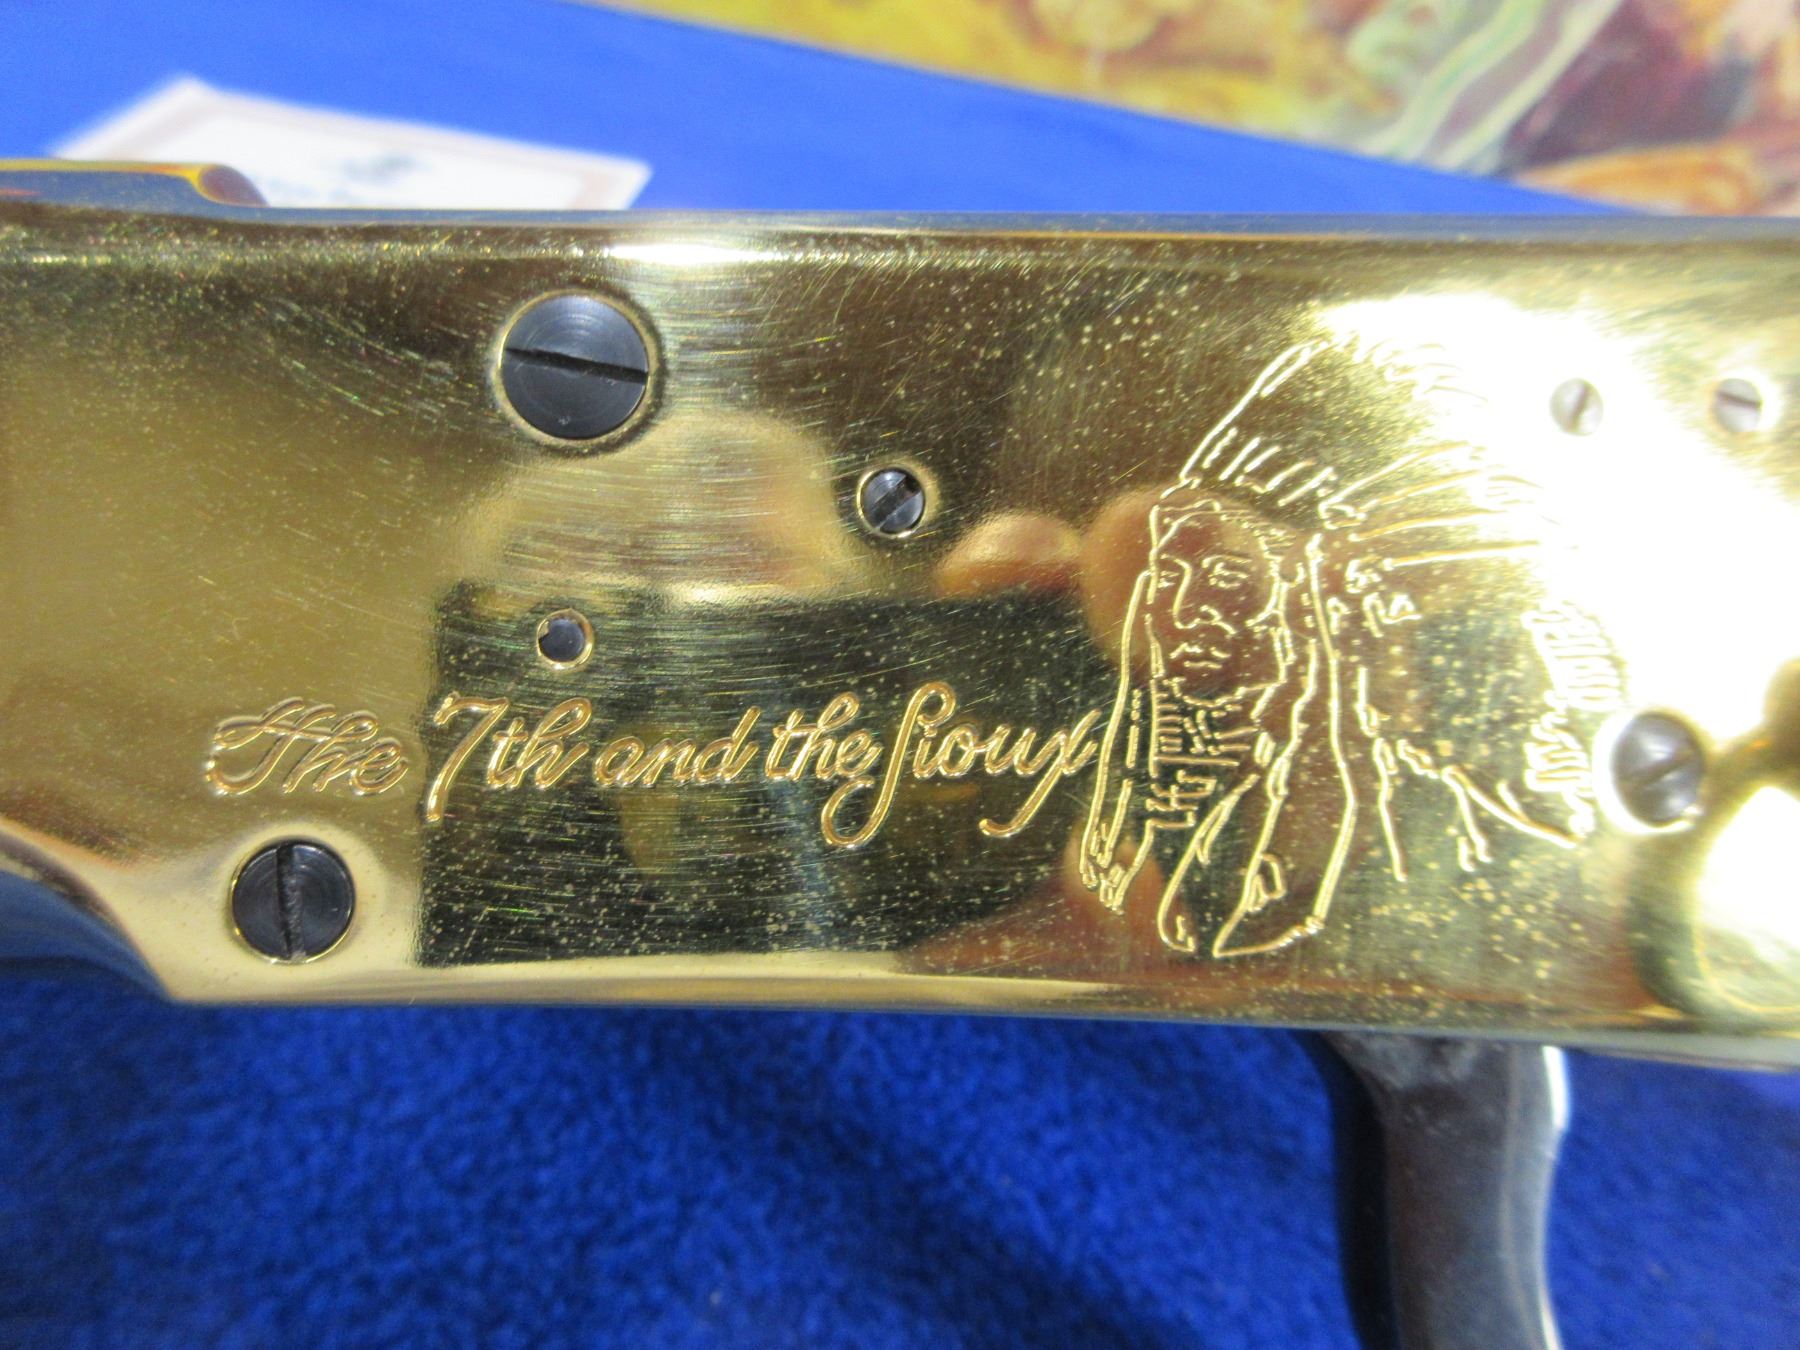 The 7th and the Sioux